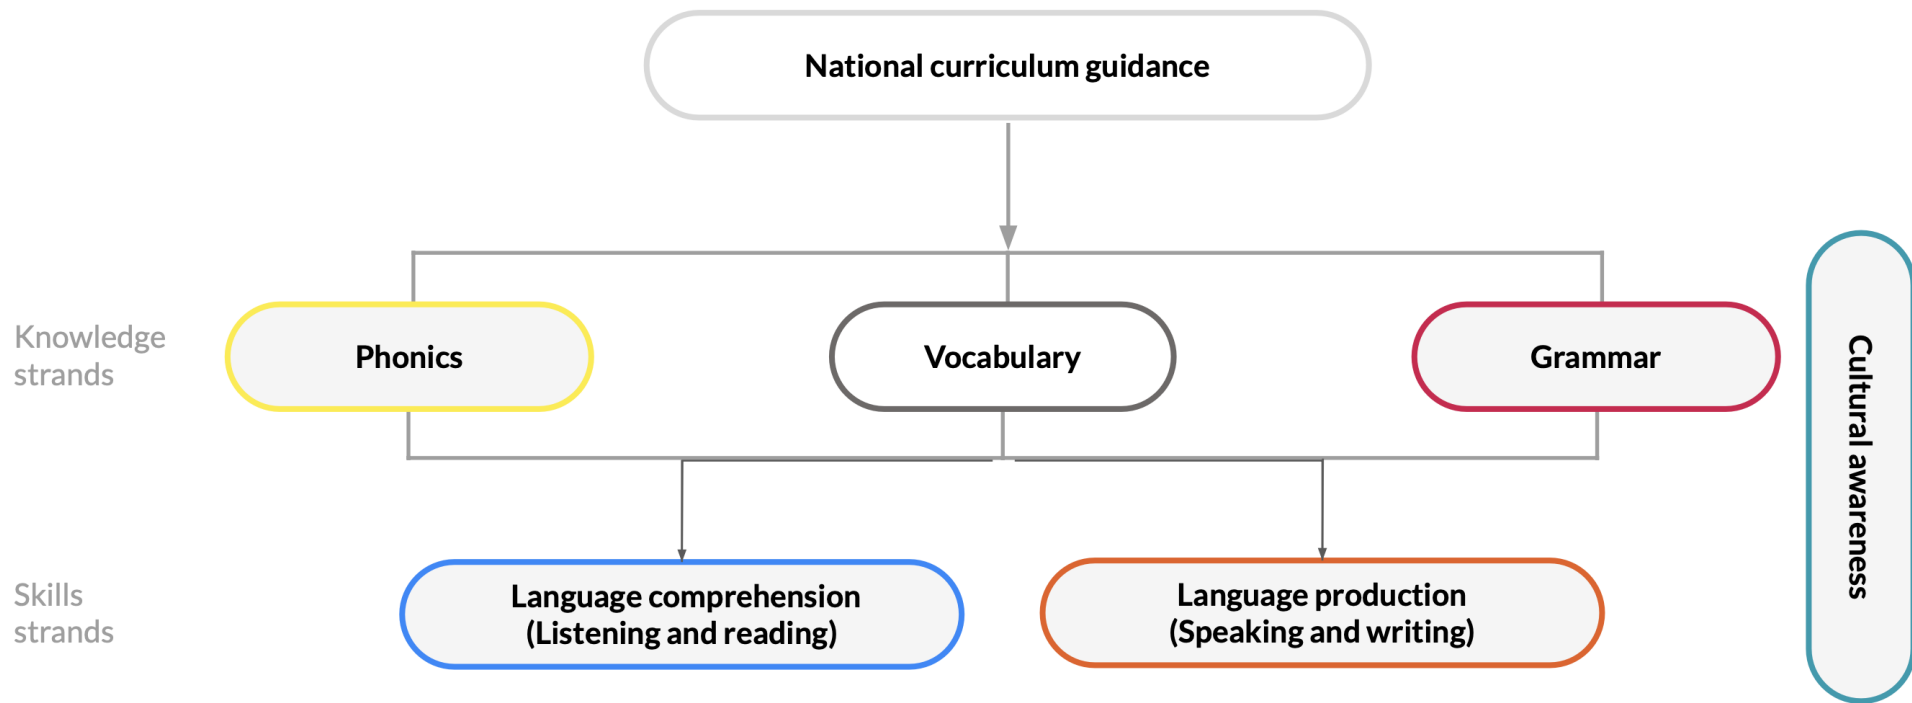 National curriculum guidance
Knowledge
strands
Phonics
Vocabulary
Grammar
Cultural awareness
Skills
strands
Language comprehension
(Listening and reading)
Language production
(Speaking and writing)